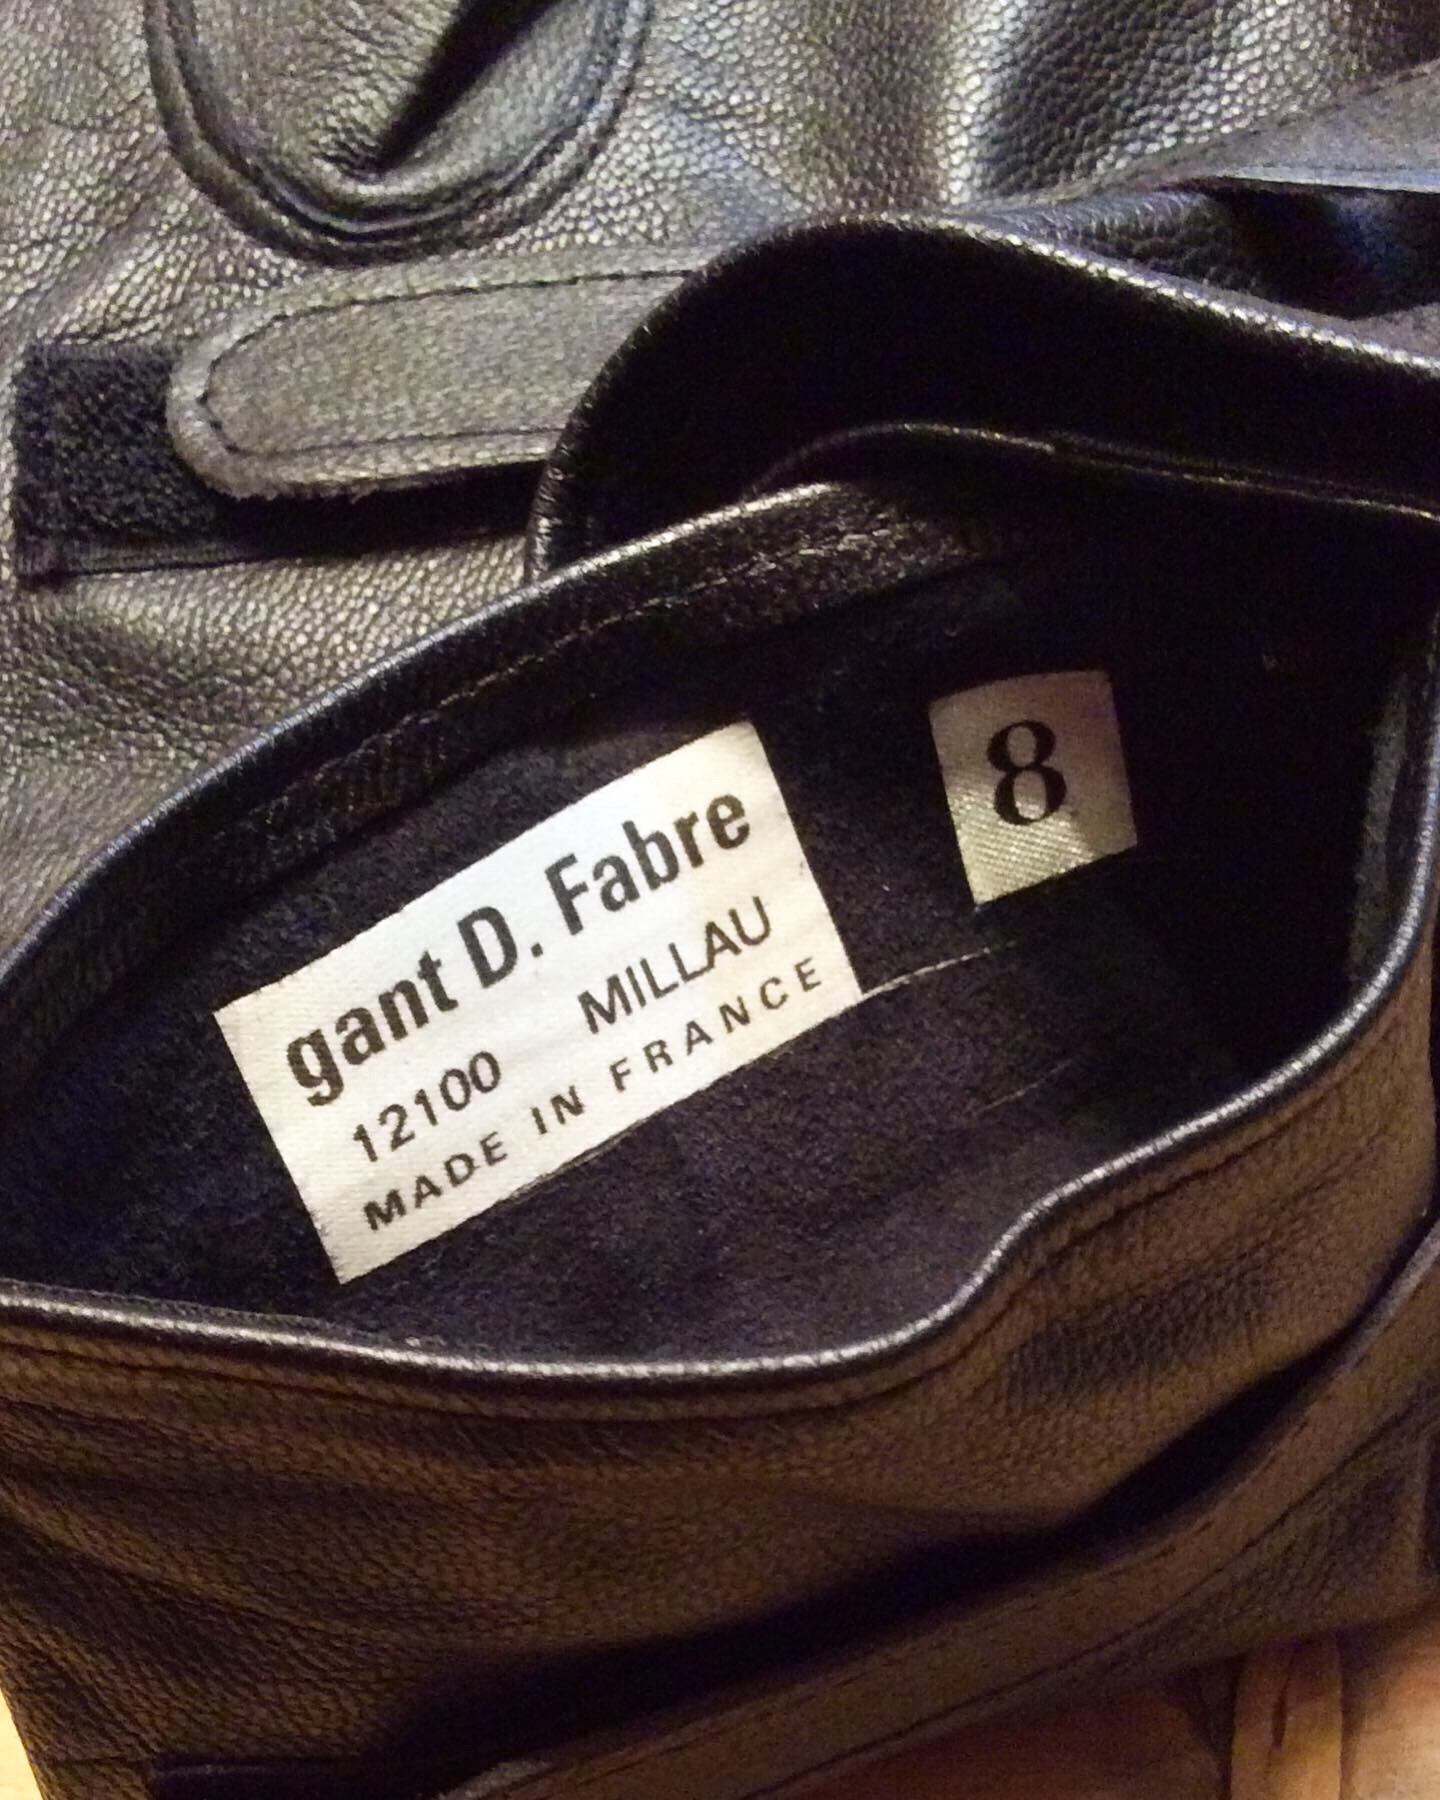 gant D. Fabre
12100 MILLAU
MADE IN FRANCE
8